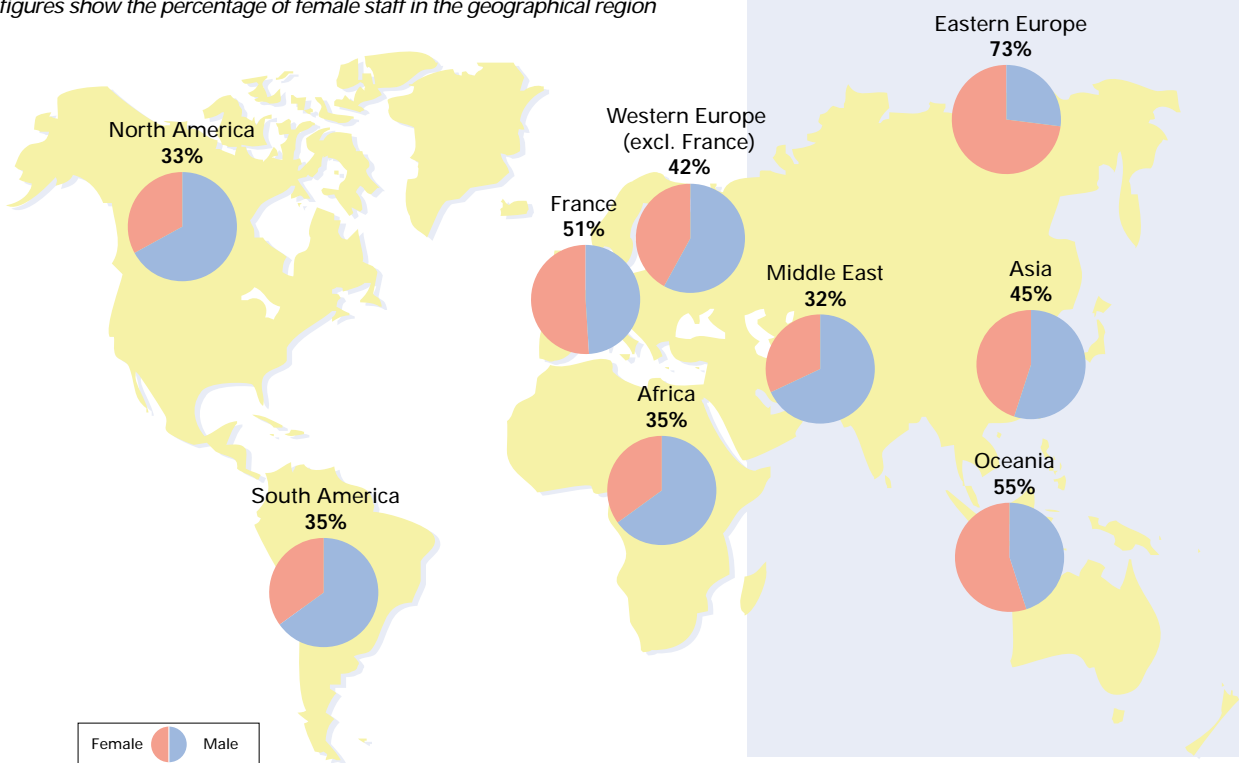 figures show the percentage of female staff in the geographical region
Eastern Europe
73%
Western Europe
(excl. France)
42%
North America
33%
France
51%
Middle East
32%
Asia
45%
Africa
35%
Oceania
55%
South America
35%
Female Male